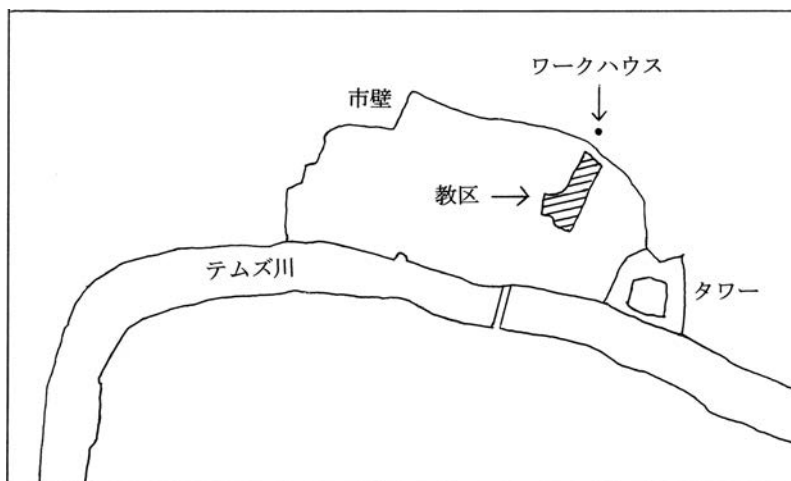 ワークハウス
市壁
教区
テムズ川
タワー